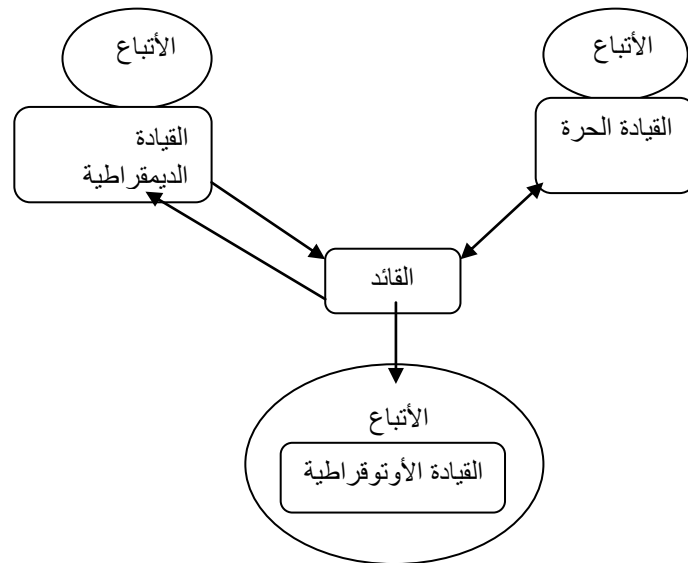 الأتباع
القيادة الحرة
الأتباع
القيادة
الديمقراطية
القائد
الأتباع
القيادة الأوتوقراطية